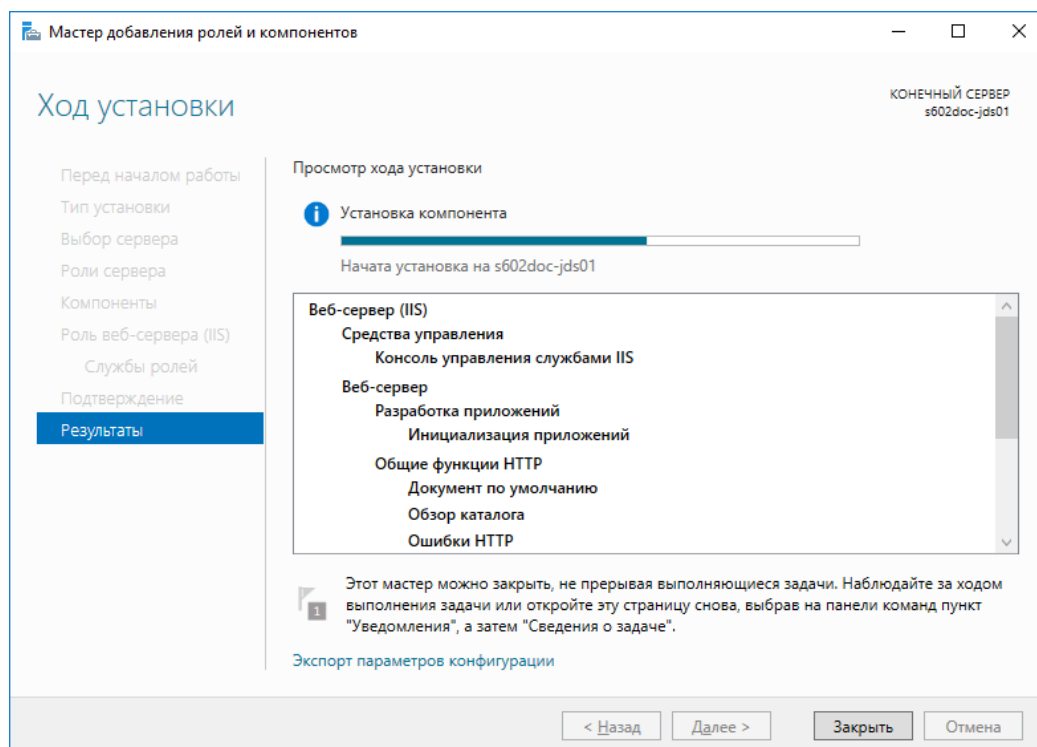 Мастер добавления ролей и компонентов
Ход установки
КОНЕЧНЫЙ СЕРВЕР
s602doc-jds01
Перед началом работы
Тип установки
Выбор сервера
Роли сервера
Компоненты
Роль веб-сервера (IIS)
Службы ролей
Подтверждение
Результаты
Просмотр хода установки
Установка компонента
Начата установка на s602doc-jds01
Веб-сервер (IIS)
Средства управления
Консоль управления службами IIS
Веб-сервер
Разработка приложений
Инициализация приложений
Общие функции HTTP
Документ по умолчанию
Обзор каталога
Ошибки HTTP
1
Этот мастер можно закрыть, не прерывая выполняющиеся задачи. Наблюдайте за ходом
выполнения задачи или откройте эту страницу снова, выбрав на панели команд пункт
"Уведомления", а затем "Сведения о задаче".
Экспорт параметров конфигурации
< Назад
Далее >
Закрыть
Отмена